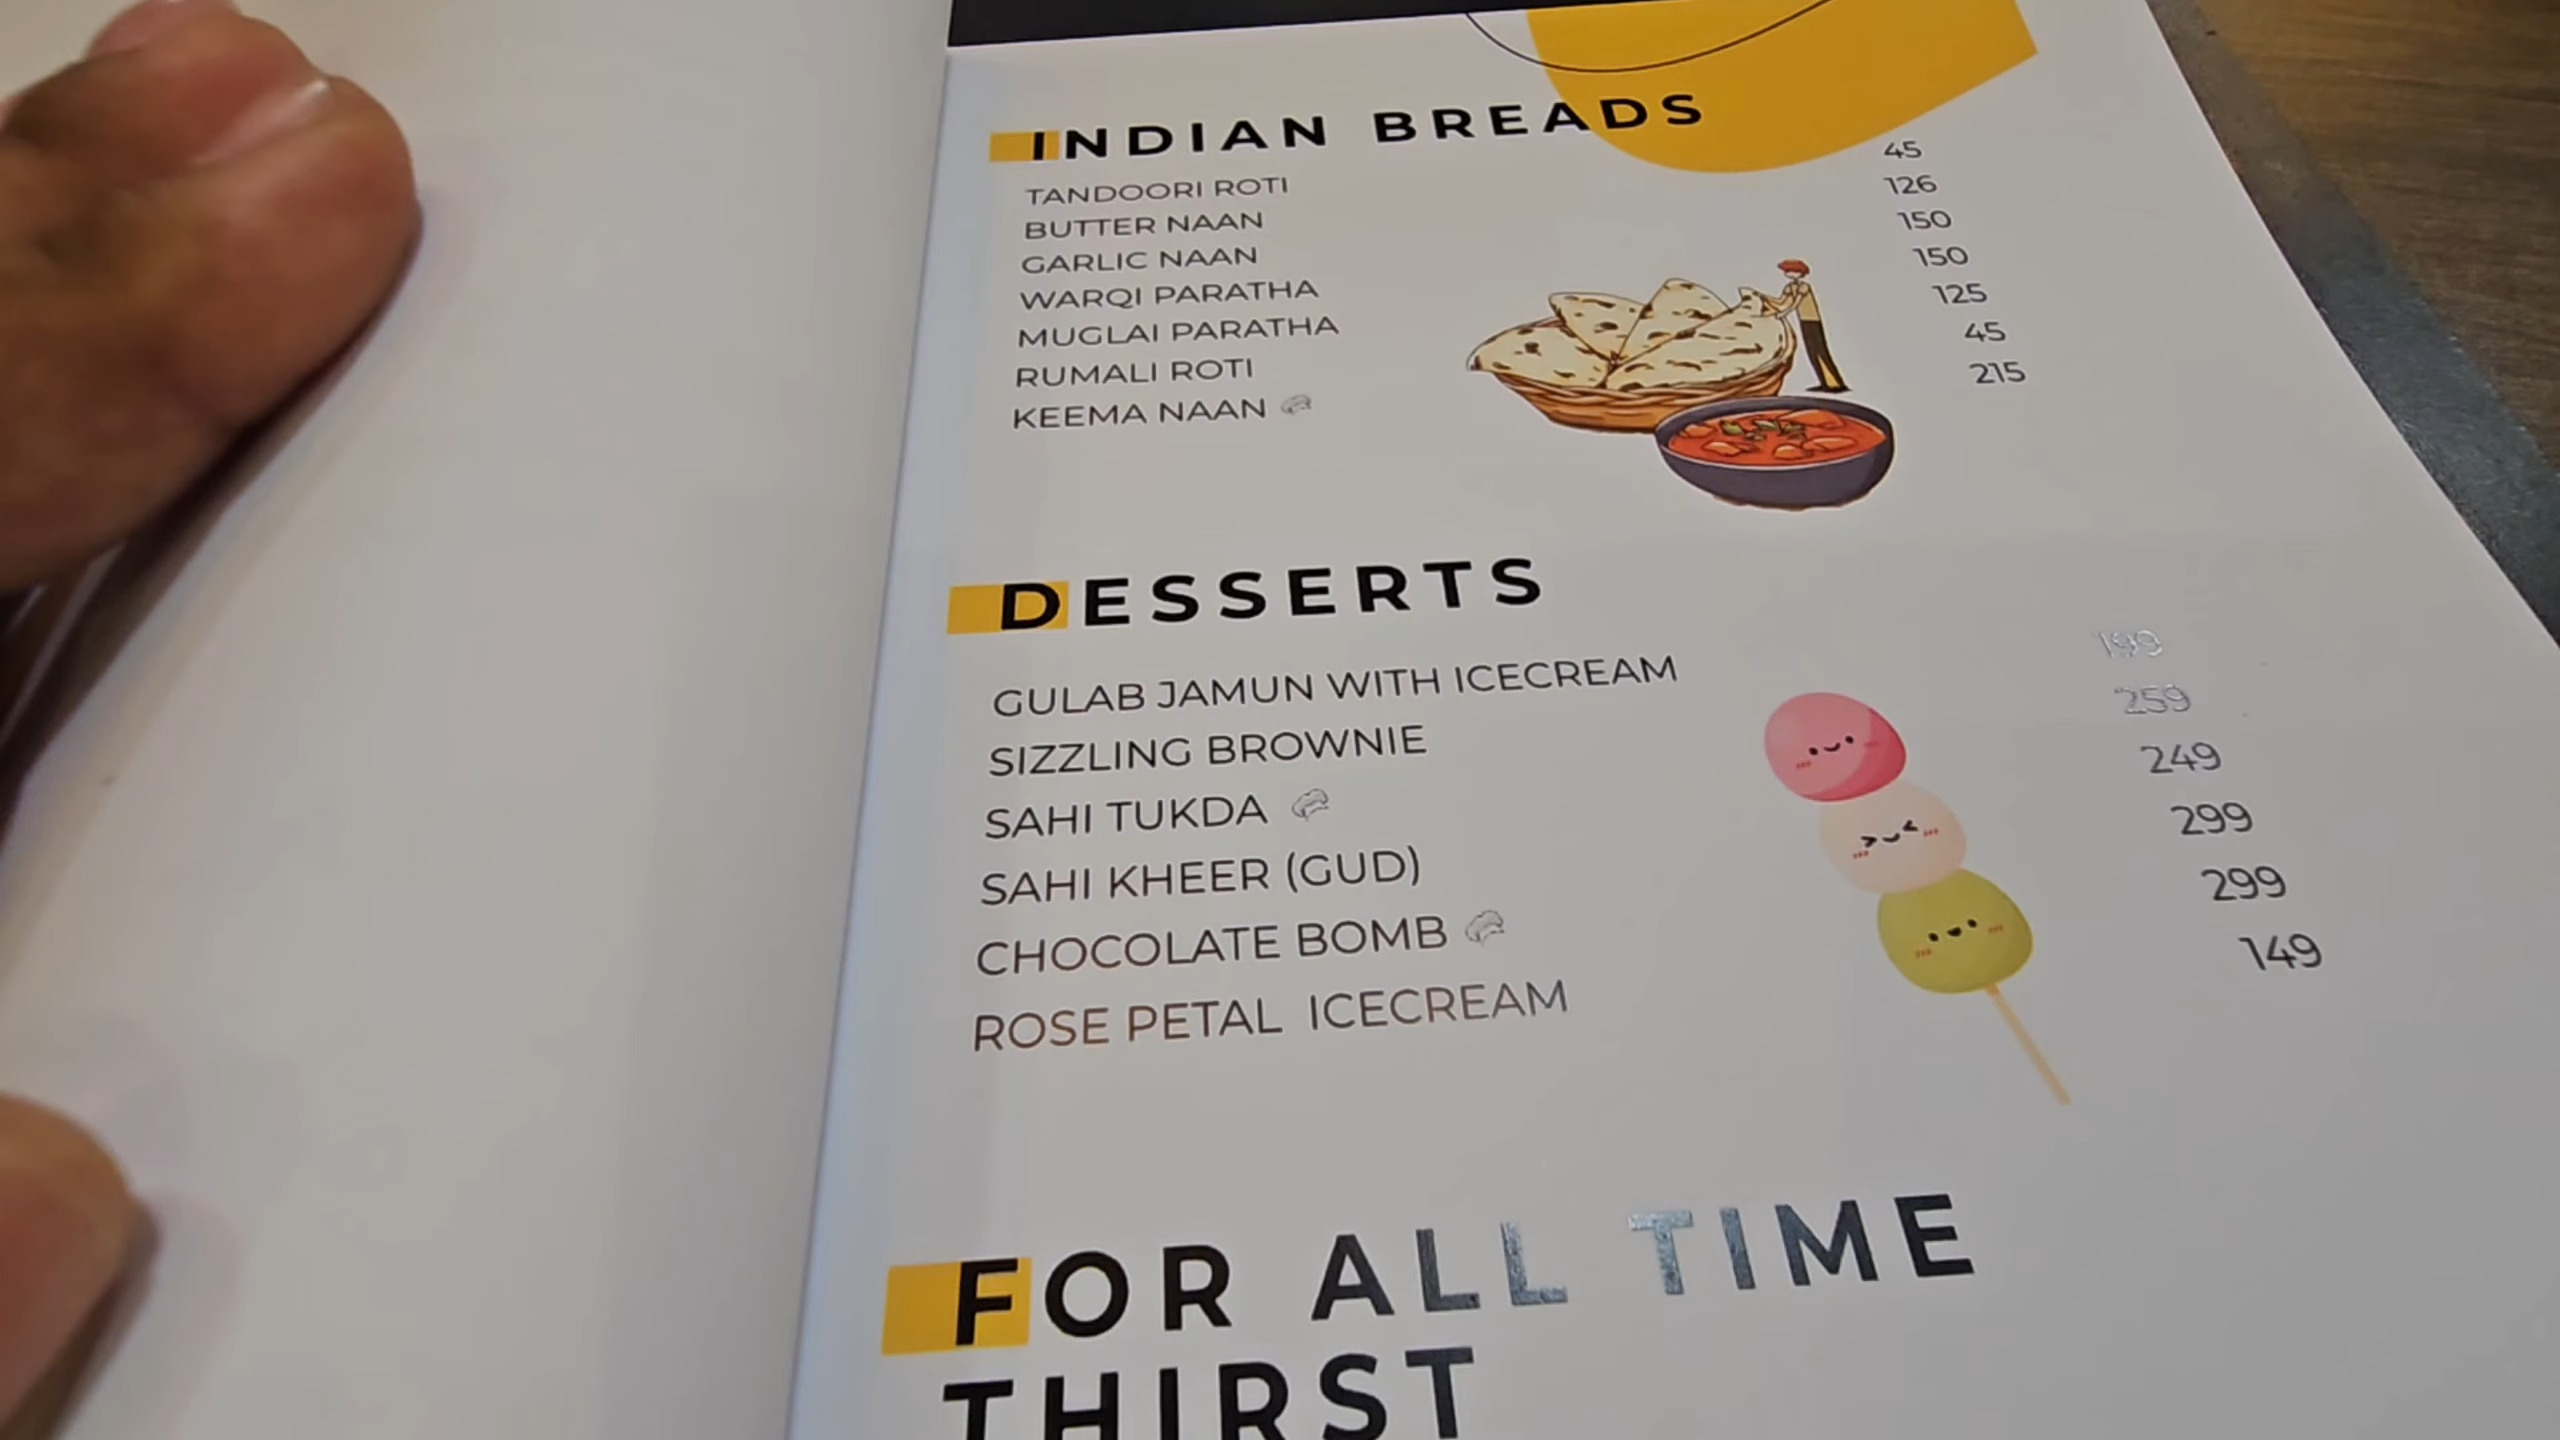 INDIAN BREADS
TANDOORI ROTI 45
BUTTER NAAN 126
GARLIC NAAN 150
WARQI PARATHA 150
MUGLAI PARATHA 125
RUMALI ROTI 45
KEEMA NAAN 215
DESSERTS
GULAB JAMUN WITH ICECREAM 199
SIZZLING BROWNIE 259
SAHI TUKDA 249
SAHI KHEER (GUD) 299
CHOCOLATE BOMB 299
ROSE PETAL ICECREAM 149
FOR ALL TIME
THIRST